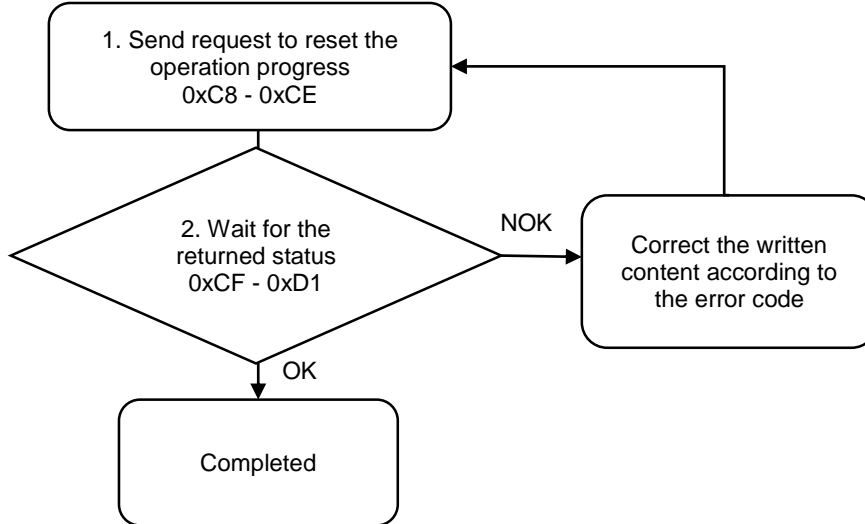 1. Send request to reset the
operation progress
0xC8 - 0xCE
2. Wait for the
returned status
0xCF - 0xD1
NOK
Correct the written
content according to
the error code
OK
Completed